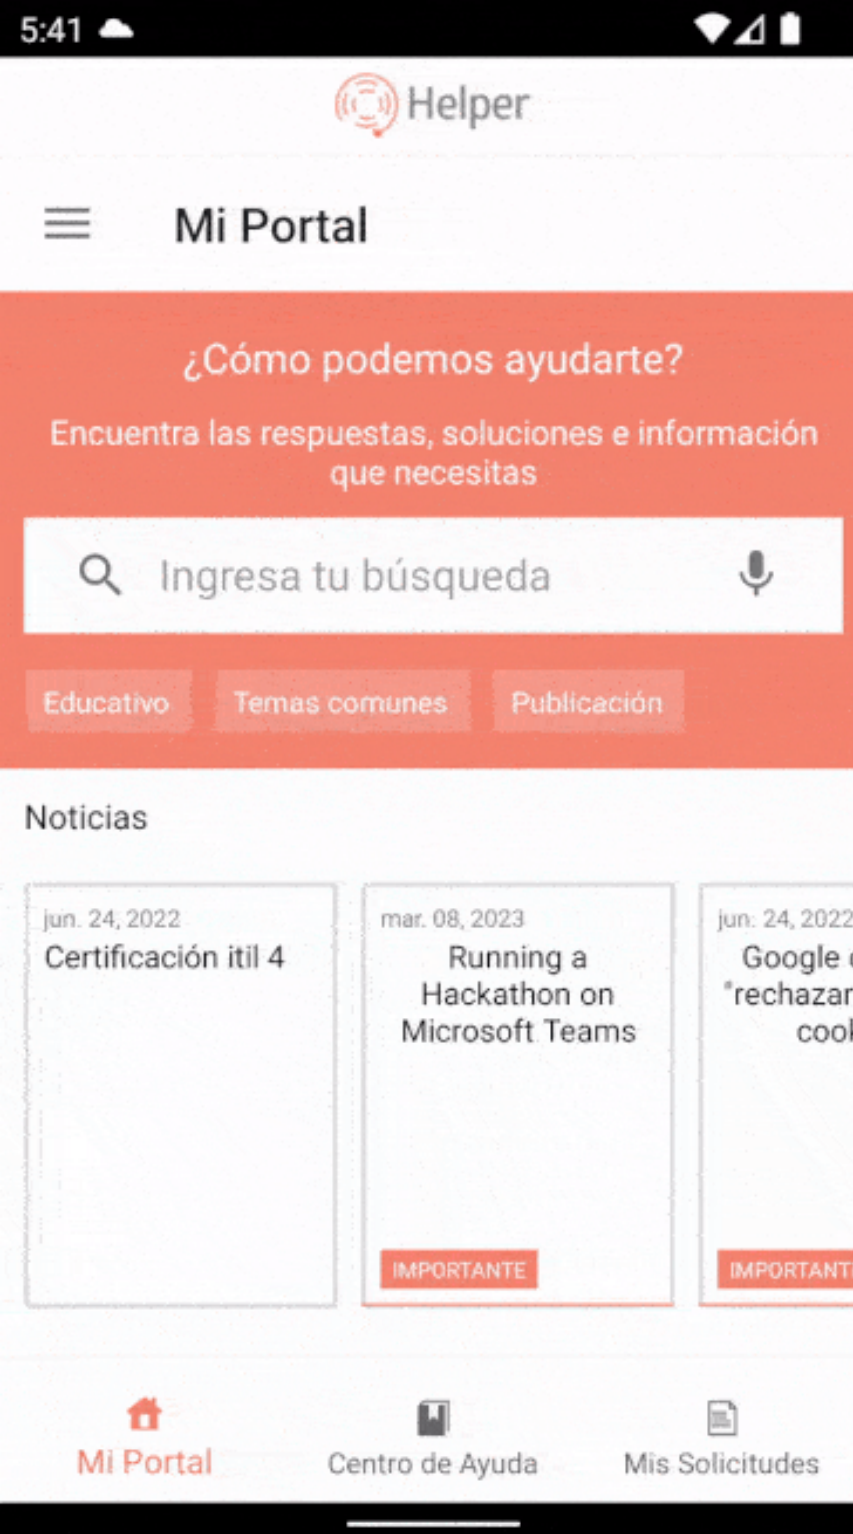 5:41
Helper
Mi Portal
¿Cómo podemos ayudarte?
Encuentra las respuestas, soluciones e información
que necesitas
Ingresa tu búsqueda
Educativo
Temas comunes
Publicación
Noticias
jun. 24, 2022
Certificación itil 4
mar. 08, 2023
Running a
Hackathon on
Microsoft Teams
IMPORTANTE
jun. 24, 2022
Google
"rechazar
Mi Portal
Centro de Ayuda
Mis Solicitudes